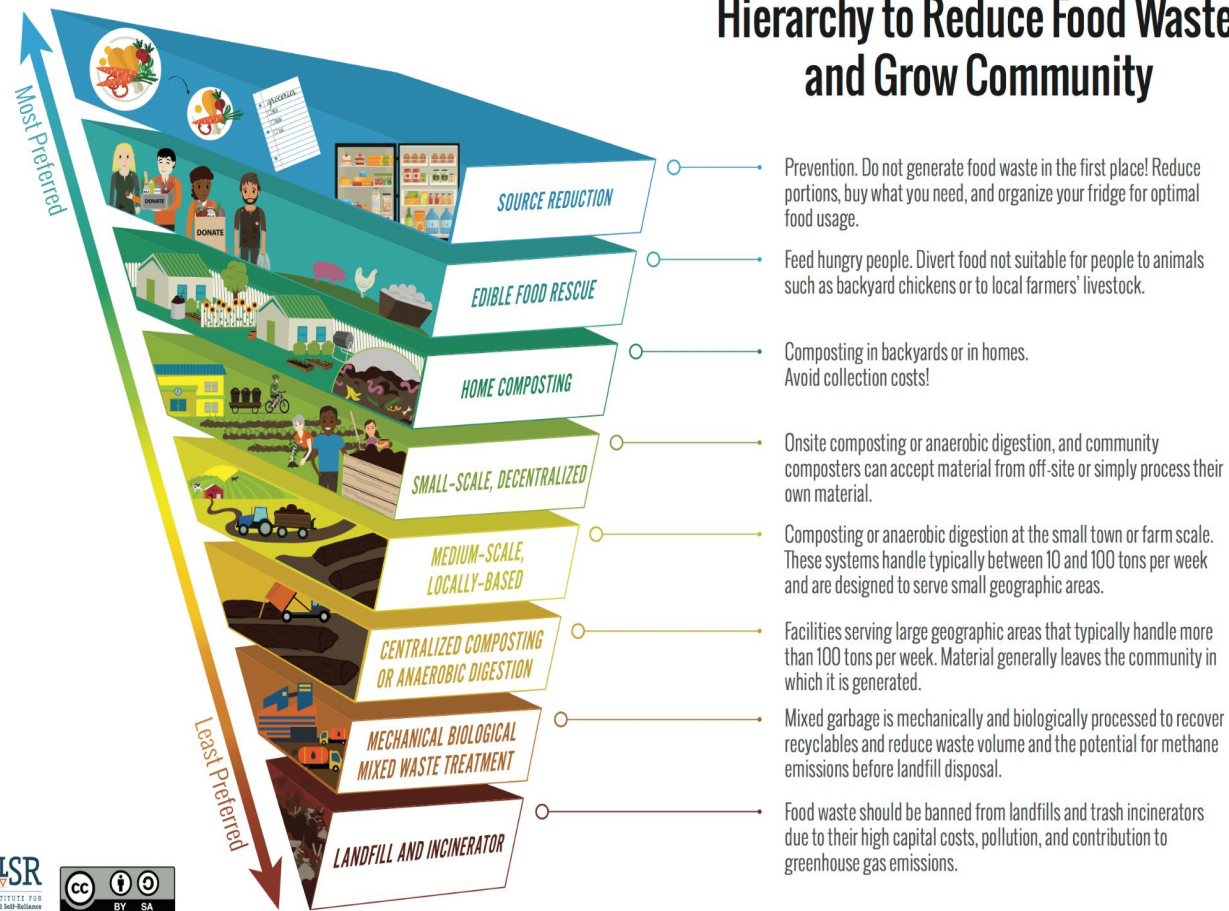 Hierarchy to Reduce Food Waste
and Grow Community
Most Preferred
groceries
DONATE
DONATE
SOURCE REDUCTION
Prevention. Do not generate food waste in the first place! Reduce
portions, buy what you need, and organize your fridge for optimal
food usage.
EDIBLE FOOD RESCUE
Feed hungry people. Divert food not suitable for people to animals
such as backyard chickens or to local farmers' livestock.
HOME COMPOSTING
Composting in backyards or in homes.
Avoid collection costs!
SMALL-SCALE, DECENTRALIZED
Onsite composting or anaerobic digestion, and community
composters can accept material from off-site or simply process their
own material.
MEDIUM-SCALE,
LOCALLY-BASED
Composting or anaerobic digestion at the small town or farm scale.
These systems handle typically between 10 and 100 tons per week
and are designed to serve small geographic areas.
CENTRALIZED COMPOSTING
OR ANAEROBIC DIGESTION
Facilities serving large geographic areas that typically handle more
than 100 tons per week. Material generally leaves the community in
which it is generated.
MECHANICAL BIOLOGICAL
MIXED WASTE TREATMENT
Mixed garbage is mechanically and biologically processed to recover
recyclables and reduce waste volume and the potential for methane
emissions before landfill disposal.
LANDFILL AND INCINERATOR
Food waste should be banned from landfills and trash incinerators
due to their high capital costs, pollution, and contribution to
greenhouse gas emissions.
Least Preferred
LSR
Self-Reliance
cc
BY SA